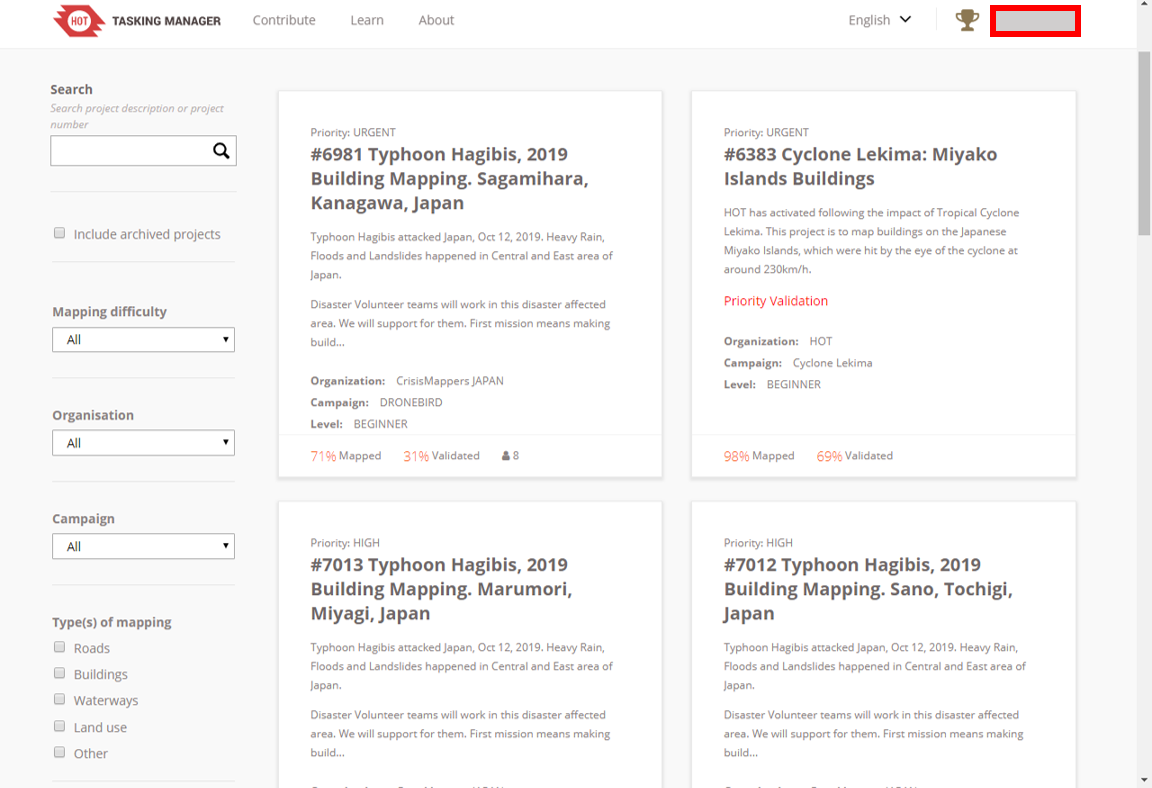 HOT TASKING MANAGER
Contribute Learn About
English
Search
Search project description or project
number
Include archived projects
Mapping difficulty
All
Organisation
All
Campaign
All
Type(s) of mapping
Roads
Buildings
Waterways
Land use
Other
Priority: URGENT
#6981 Typhoon Hagibis, 2019
Building Mapping. Sagamihara,
Kanagawa, Japan
Typhoon Hagibis attacked Japan, Oct 12, 2019. Heavy Rain,
Floods and Landslides happened in Central and East area of
Japan.
Disaster Volunteer teams will work in this disaster affected
area. We will support for them. First mission means making
build...
Organization: CrisisMappers JAPAN
Campaign: DRONEBIRD
Level: BEGINNER
71% Mapped 31% Validated 8
Priority: URGENT
#6383 Cyclone Lekima: Miyako
Islands Buildings
HOT has activated following the impact of Tropical Cyclone
Lekima. This project is to map buildings on the Japanese
Miyako Islands, which were hit by the eye of the cyclone at
around 230km/h.
Priority Validation
Organization: HOT
Campaign: Cyclone Lekima
Level: BEGINNER
98% Mapped 69% Validated
Priority: HIGH
#7013 Typhoon Hagibis, 2019
Building Mapping. Marumori,
Miyagi, Japan
Typhoon Hagibis attacked Japan, Oct 12, 2019. Heavy Rain,
Floods and Landslides happened in Central and East area of
Japan.
Disaster Volunteer teams will work in this disaster affected
area. We will support for them. First mission means making
build...
Priority: HIGH
#7012 Typhoon Hagibis, 2019
Building Mapping. Sano, Tochigi,
Japan
Typhoon Hagibis attacked Japan, Oct 12, 2019. Heavy Rain,
Floods and Landslides happened in Central and East area of
Japan.
Disaster Volunteer teams will work in this disaster affected
area. We will support for them. First mission means making
build...